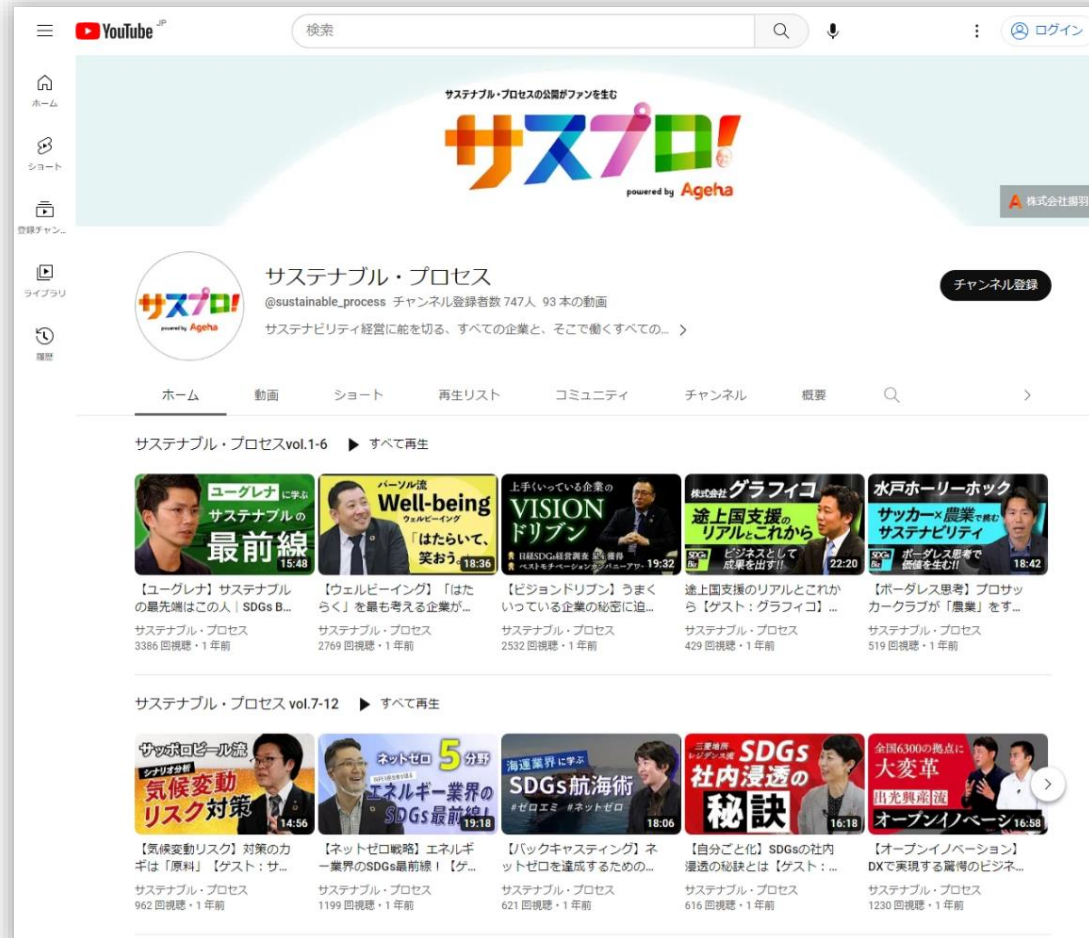 YouTube JP
検索
ログイン
ホーム
ショート
登録チャン...
ライブラリ
履歴
サステナブル・プロセスの公開がファンを生む
サスプロ!
powered by Ageha
株式会社揚羽
サスプロ!
powered by Ageha
サステナブル・プロセス
@sustainable_process チャンネル登録者数 747人 93 本の動画
サステナビリティ経営に舵を切る、すべての企業と、そこで働くすべての...
チャンネル登録
ホーム 動画 ショート 再生リスト コミュニティ チャンネル 概要
サステナブル・プロセスvol.1-6 すべて再生
ユーグレナに学ぶ
サステナブルの
最前線
15:48
パーソル流
Well-being
ウェルビーイング
「はたらいて、
笑おう。
18:36
上手くいっている企業の
VISION
ドリブン
19:32
株式会社グラフィコ
途上国支援の
リアルとこれから
SDGs Biz
ビジネスとして
成果を出す!!
22:20
水戸ホーリーホック
サッカー×農業で挑む
サステナビリティ
SDGs Biz
ボーダレス思考で
価値を生む!!
18:42
【ユーグレナ】サステナブル
の最先端はこの人|SDGs B...
サステナブル・プロセス
3386 回視聴・1 年前
【ウェルビーイング】「はた
らく」を最も考える企業が...
サステナブル・プロセス
2769 回視聴・1 年前
【ビジョンドリブン】うまく
いっている企業の秘密に迫...
サステナブル・プロセス
2532 回視聴・1 年前
途上国支援のリアルとこれか
ら【ゲスト:グラフィコ】...
サステナブル・プロセス
429 回視聴・1 年前
【ボーダレス思考】プロサッ
カークラブが「農業」をす...
サステナブル・プロセス
519 回視聴・1 年前
サステナブル・プロセス vol.7-12 すべて再生
サッポロビール流
シナリオ分析
気候変動
リスク対策
14:56
ネットゼロ5分野
エネルギー業界の
SDGs最前線!
19:18
海運業界に学ぶ
SDGs航海術
#ゼロエミ #ネットゼロ
18:06
三菱地所
レジデンス流
SDGs
社内浸透の
秘訣
16:18
全国6300の拠点に
大変革
出光興産流
オープンイノベーシ
16:58
【気候変動リスク】対策のカ
ギは「原料」【ゲスト:サ...
サステナブル・プロセス
962 回視聴・1 年前
【ネットゼロ戦略】エネルギ
ー業界のSDGs最前線!【ゲ...
サステナブル・プロセス
1199 回視聴・1 年前
【バックキャスティング】ネ
ットゼロを達成するための...
サステナブル・プロセス
621 回視聴・1 年前
【自分ごと化】SDGsの社内
浸透の秘訣とは【ゲスト:...
サステナブル・プロセス
616 回視聴・1 年前
【オープンイノベーション】
DXで実現する驚愕のビジネ...
サステナブル・プロセス
1230 回視聴・1 年前